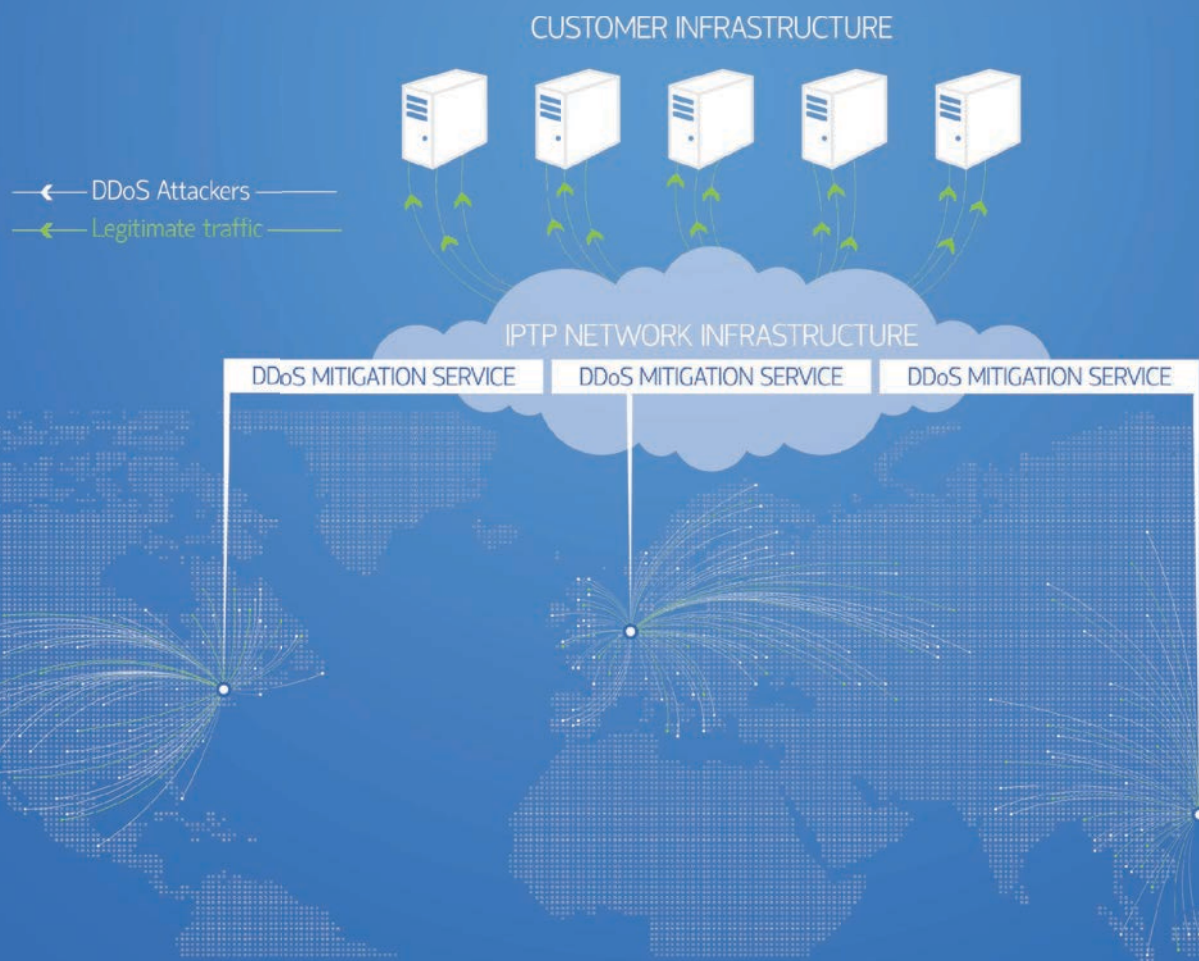 CUSTOMER INFRASTRUCTURE
DDoS Attackers
Legitimate traffic
IPTP NETWORK INFRASTRUCTURE
DDoS MITIGATION SERVICE
DDoS MITIGATION SERVICE
DDoS MITIGATION SERVICE